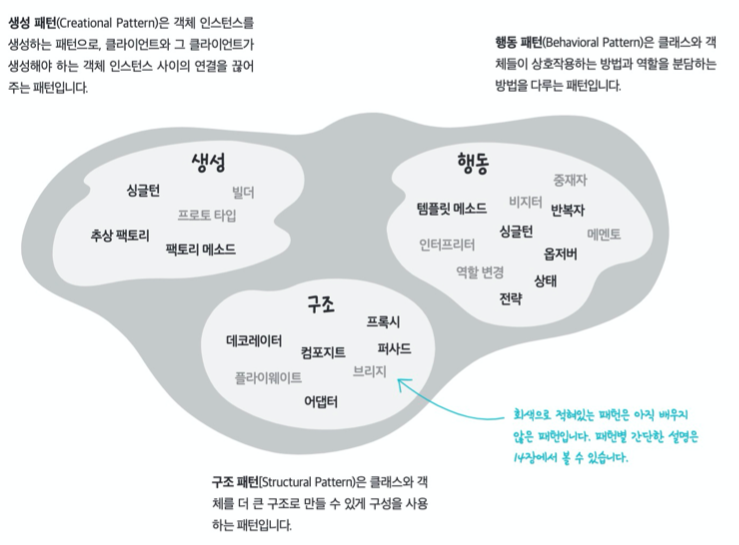 생성 패턴(Creational Pattern)은 객체 인스턴스를
생성하는 패턴으로, 클라이언트와 그 클라이언트가
생성해야 하는 객체 인스턴스 사이의 연결을 끊어
주는 패턴입니다.
행동 패턴(Behavioral Pattern)은 클래스와 객
체들이 상호작용하는 방법과 역할을 분담하는
방법을 다루는 패턴입니다.
생성
싱글턴
빌더
프로토 타입
추상 팩토리
팩토리 메소드
행동
중재자
템플릿 메소드
비지터
반복자
싱글턴
메멘토
인터프리터
옵저버
역할 변경
상태
전략
구조
프록시
데코레이터
컴포지트
퍼사드
플라이웨이트
브리지
어댑터
회색으로 적혀있는 패턴은 아직 배우지
않은 패턴입니다. 패턴별 간단한 설명은
14장에서 볼 수 있습니다.
구조 패턴(Structural Pattern)은 클래스와 객
체를 더 큰 구조로 만들 수 있게 구성을 사용
하는 패턴입니다.